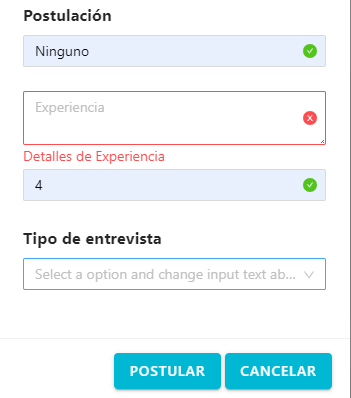 Postulación
Ninguno
Experiencia
Detalles de Experiencia
4
Tipo de entrevista
Select a option and change input text ab...
POSTULAR CANCELAR